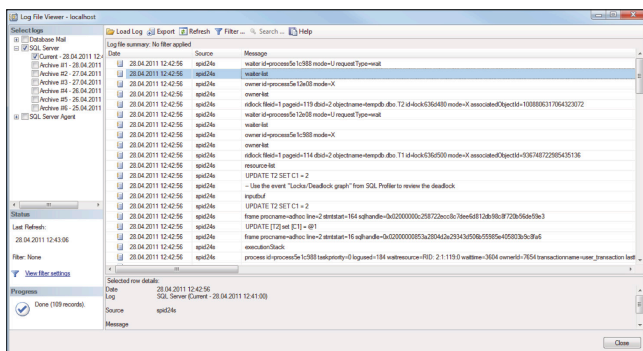 Log File Viewer - localhost
Select logs
Database Mail
SQL Server
Current - 28.04.2011 12:
Archive #1 - 28.04.2011
Archive #2 - 27.04.2011
Archive #3 - 27.04.2011
Archive #4 - 26.04.2011
Archive #5 - 26.04.2011
Archive #6 - 25.04.2011
SQL Server Agent
Status
Last Refresh:
28.04.2011 12:43:06
Filter: None
View filter settings
Progress
Done (109 records).
Load Log Export Refresh Filter ... Search ... Help
Log file summary: No filter applied
Date Source Message
28.04.2011 12:42:56 spid24s waiter id=process5e1c988 mode=U requestType=wait
28.04.2011 12:42:56 spid24s waiter-list
28.04.2011 12:42:56 spid24s owner id=process5e12e08 mode=X
28.04.2011 12:42:56 spid24s owner-list
28.04.2011 12:42:56 spid24s ridlock fileid=1 pageid=119 dbid=2 objectname=tempdb.dbo.T2 id=lock636d480 mode=X associatedObjectId=1008806317064323072
28.04.2011 12:42:56 spid24s waiter id=process5e12e08 mode=U requestType=wait
28.04.2011 12:42:56 spid24s waiter-list
28.04.2011 12:42:56 spid24s owner id=process5e1c988 mode=X
28.04.2011 12:42:56 spid24s owner-list
28.04.2011 12:42:56 spid24s ridlock fileid=1 pageid=114 dbid=2 objectname=tempdb.dbo.T1 id=lock636d500 mode=X associatedObjectId=936748722985435136
28.04.2011 12:42:56 spid24s resource-list
28.04.2011 12:42:56 spid24s UPDATE T2 SET C1 = 2
28.04.2011 12:42:56 spid24s -- Use the event "Locks/Deadlock graph" from SQL Profiler to review the deadlock
28.04.2011 12:42:56 spid24s inputbuf
28.04.2011 12:42:56 spid24s UPDATE T2 SET C1 = 2
28.04.2011 12:42:56 spid24s frame procname=adhoc line=2 stmtstart=164
28.04.2011 12:42:56 spid24s UPDATE [T2] set [C1] = @1
28.04.2011 12:42:56 spid24s frame procname=adhoc line=2 stmtstart=16
28.04.2011 12:42:56 spid24s executionStack
28.04.2011 12:42:56 spid24s process id=process5e1c988 taskpriority=0 logused=184 waitresource=RID: 2:1:119:0 waittime=3604 ownerId=7654 transactionname=user_transaction
Selected row details:
Date 28.04.2011 12:42:56
Log SQL Server (Current - 28.04.2011 12:41:00)
Source spid24s
Message
Close